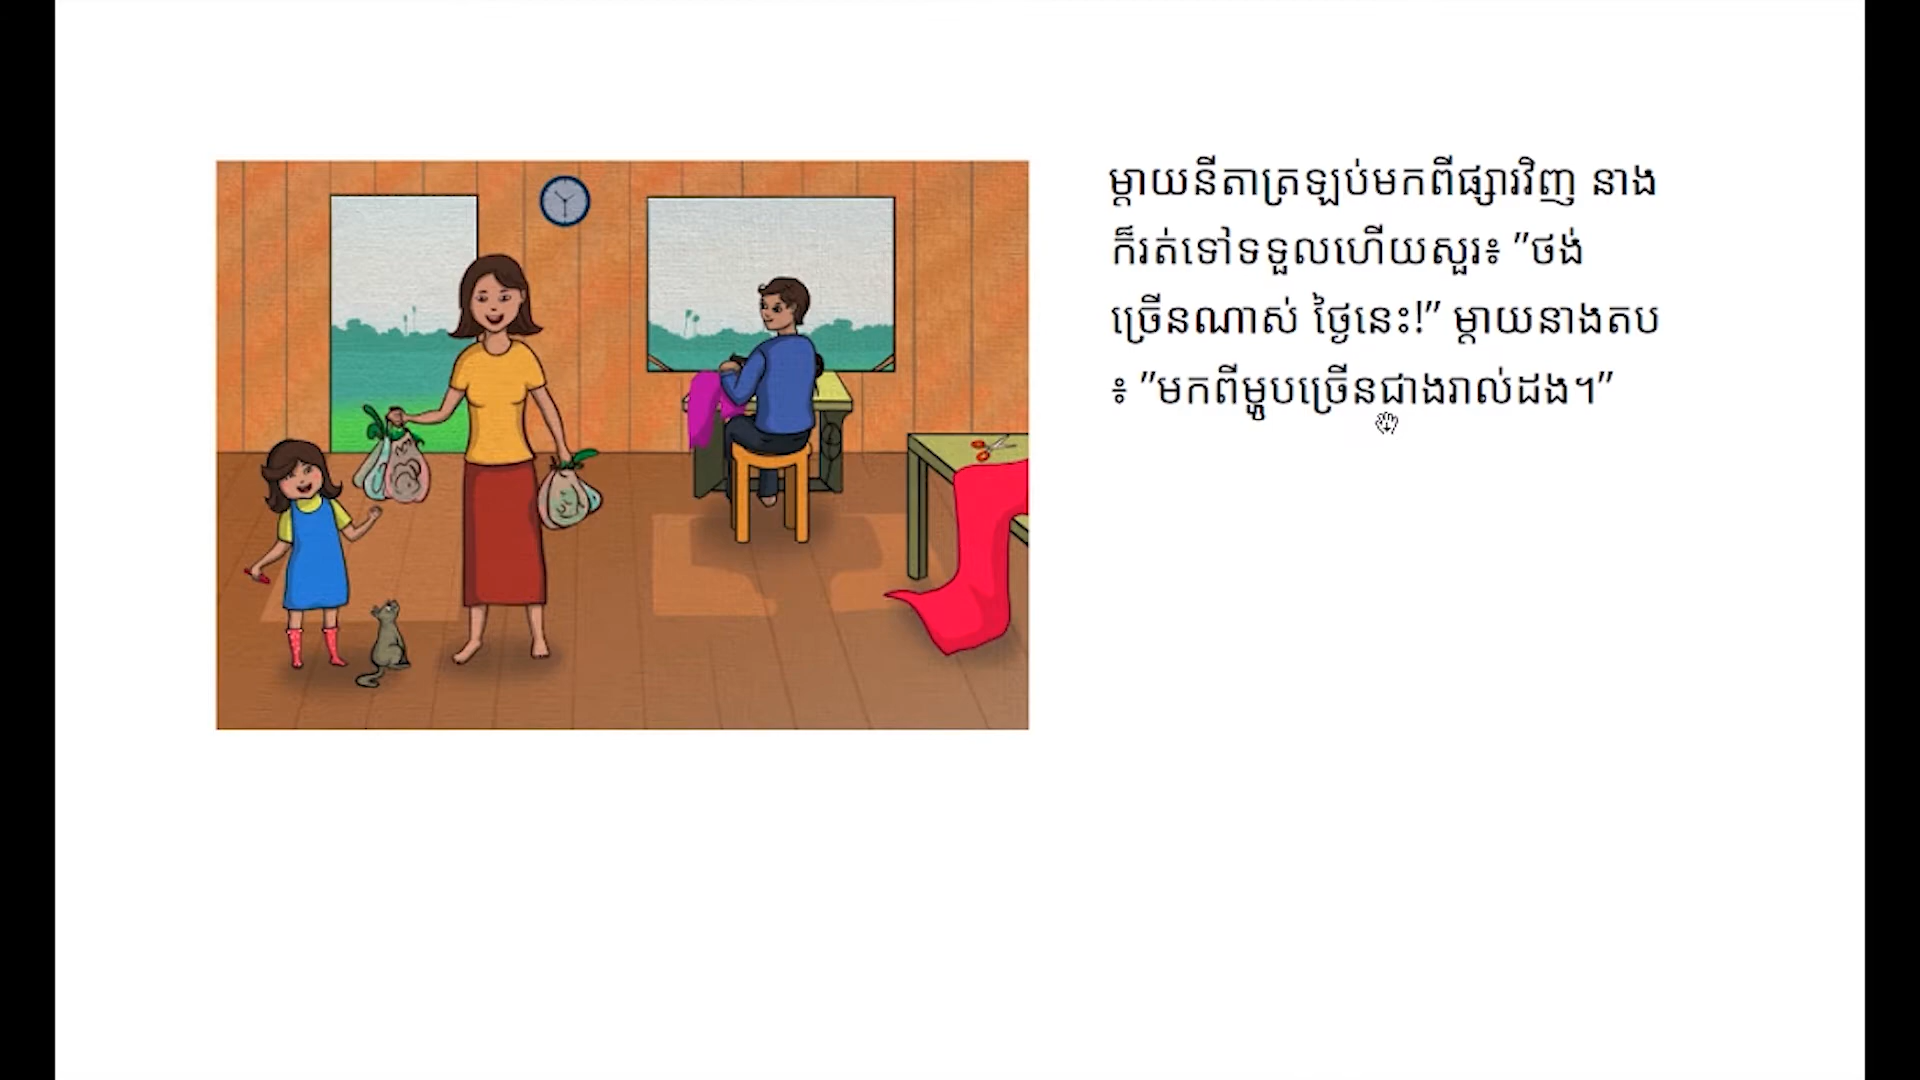 ម្ដាយនីតាត្រឡប់មកពីផ្សារវិញ នាង
ក៏រត់ទៅទទួលហើយសួរ៖ "ថង់
ច្រើនណាស់ ថ្ងៃនេះ!" ម្ដាយនាងតប
៖ "មកពីម្ហូបច្រើនជាងរាល់ដង។"